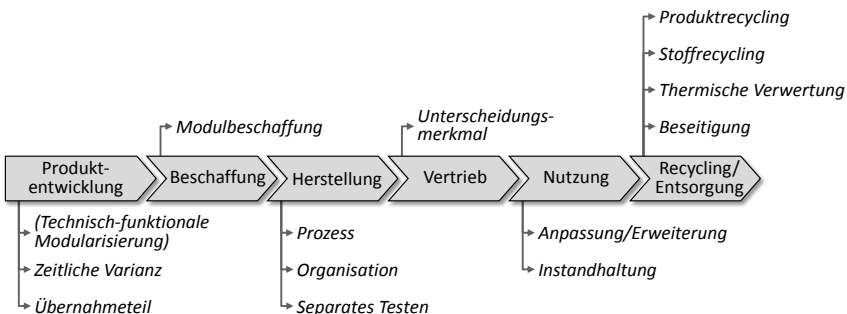 Produktrecycling
Stoffrecycling
Thermische Verwertung
Beseitigung
Modulbeschaffung
Unterscheidungs-
merkmal
Produkt-
entwicklung
Beschaffung
Herstellung
Vertrieb
Nutzung
Recycling/
Entsorgung
(Technisch-funktionale
Modularisierung)
Zeitliche Varianz
Übernahmeteil
Prozess
Organisation
Separates Testen
Anpassung/Erweiterung
Instandhaltung